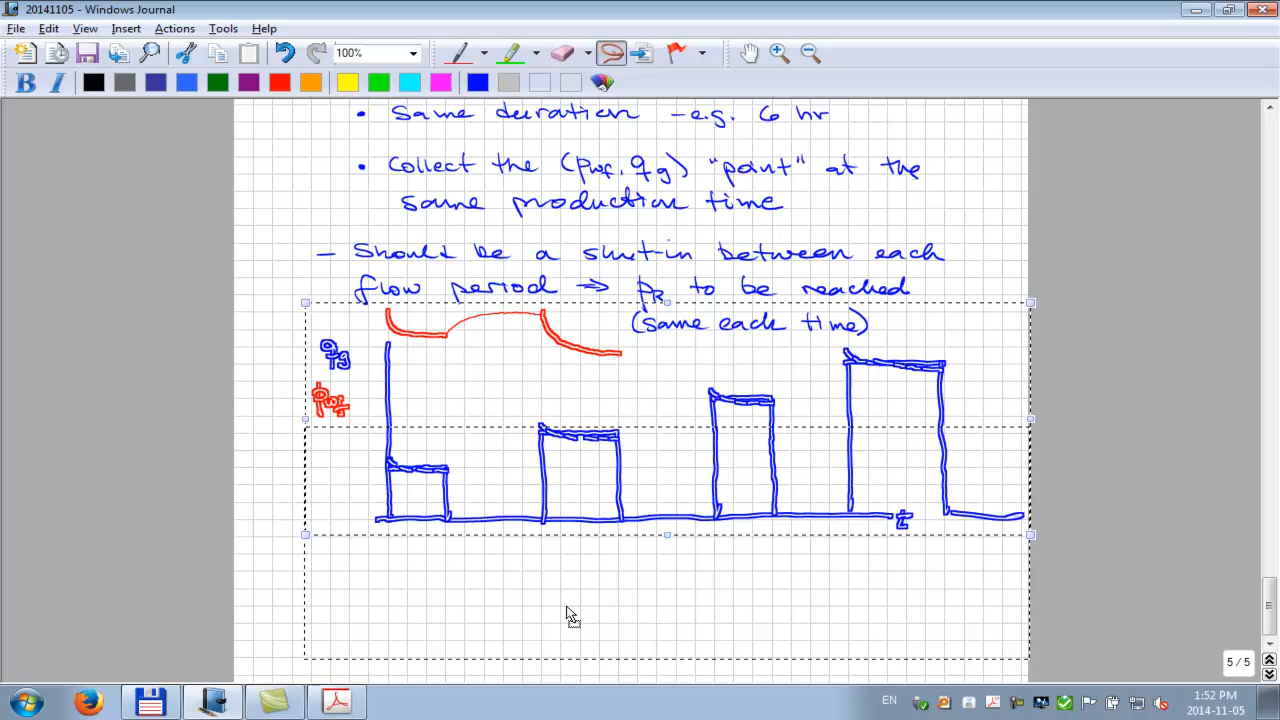 20141105 - Windows Journal
File Edit View Insert Actions Tools Help
100%
B I
• Same duration - e.g. 6 hr
• Collect the (pwf, qg) "point" at the
same production time
- Should be a shut-in between each
flow period ⇒ pR to be reached
(same each time)
qg
pwf
t
5 / 5
EN
1:52 PM
2014-11-05